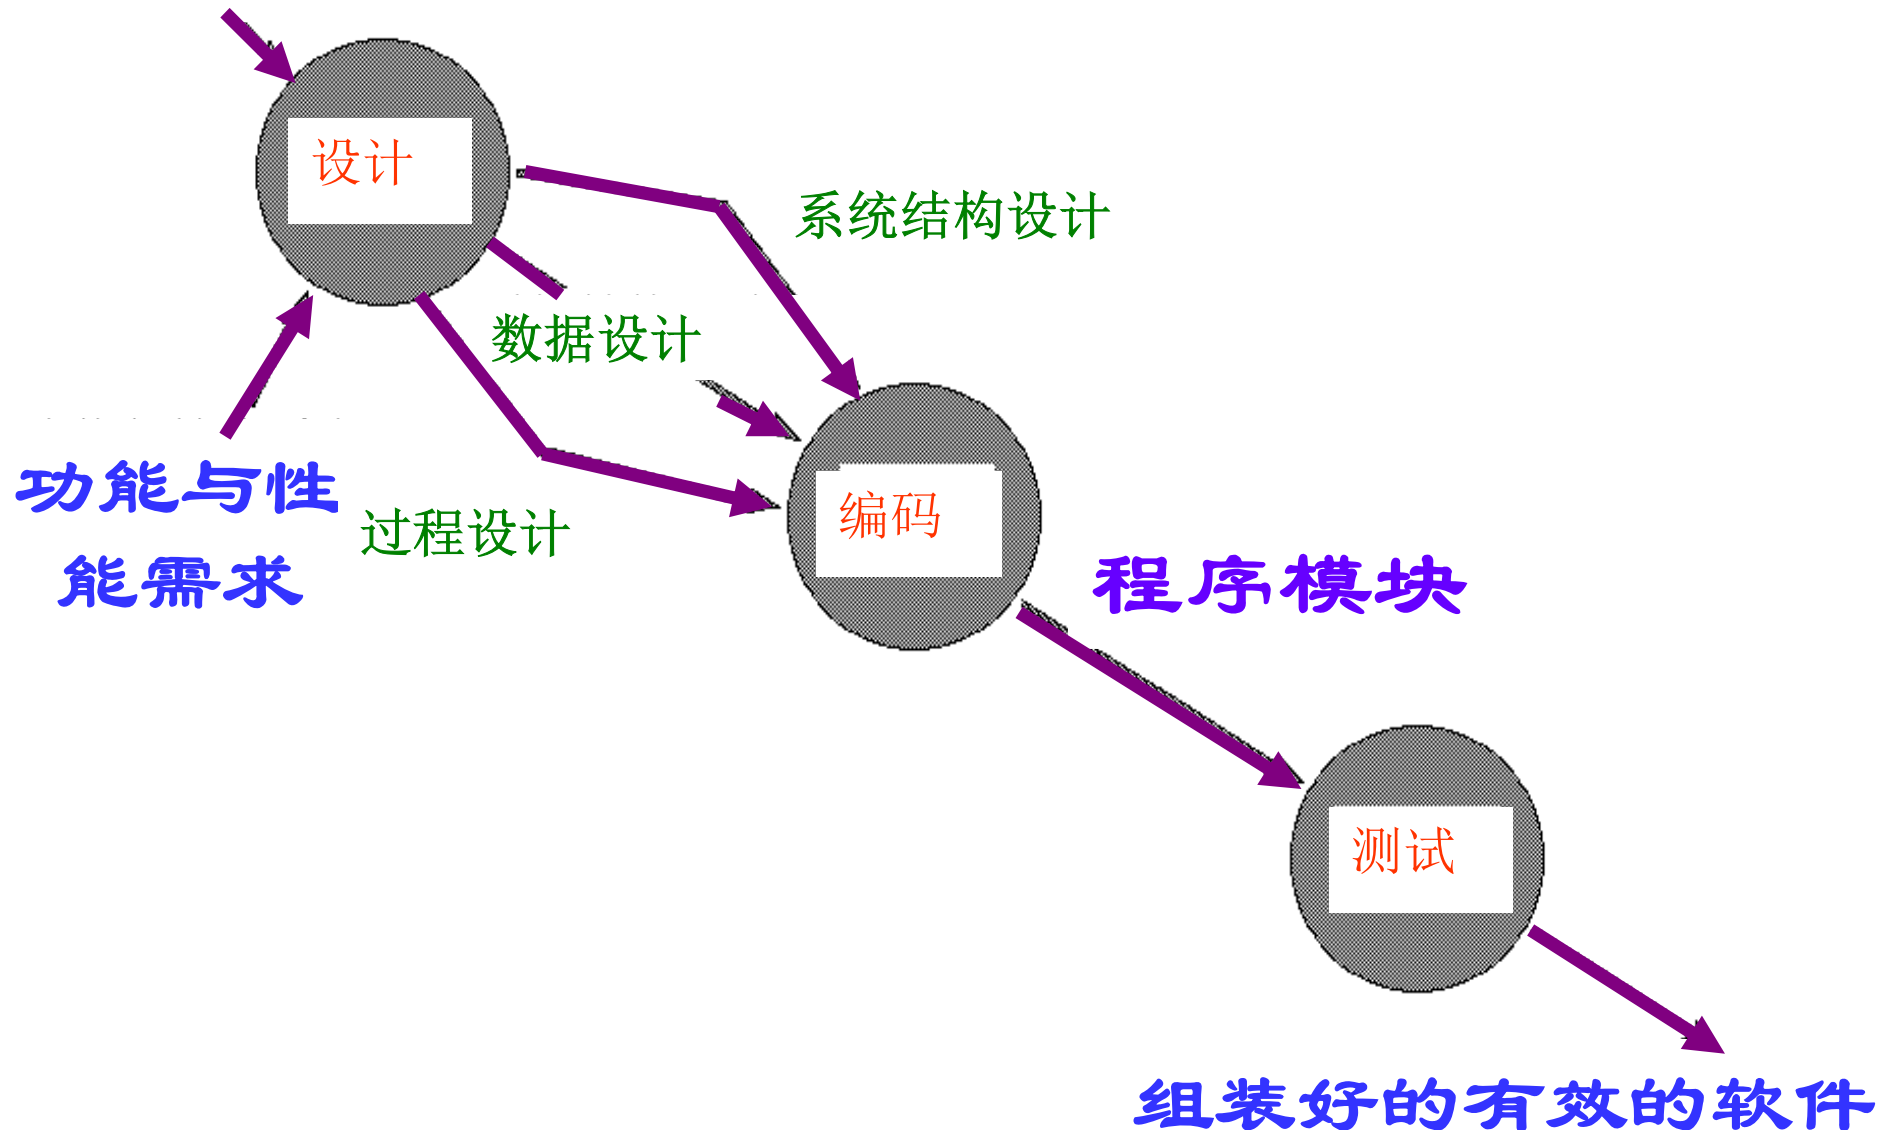 设计
系统结构设计
数据设计
功能与性
能需求
过程设计
编码
程序模块
测试
组装好的有效的软件